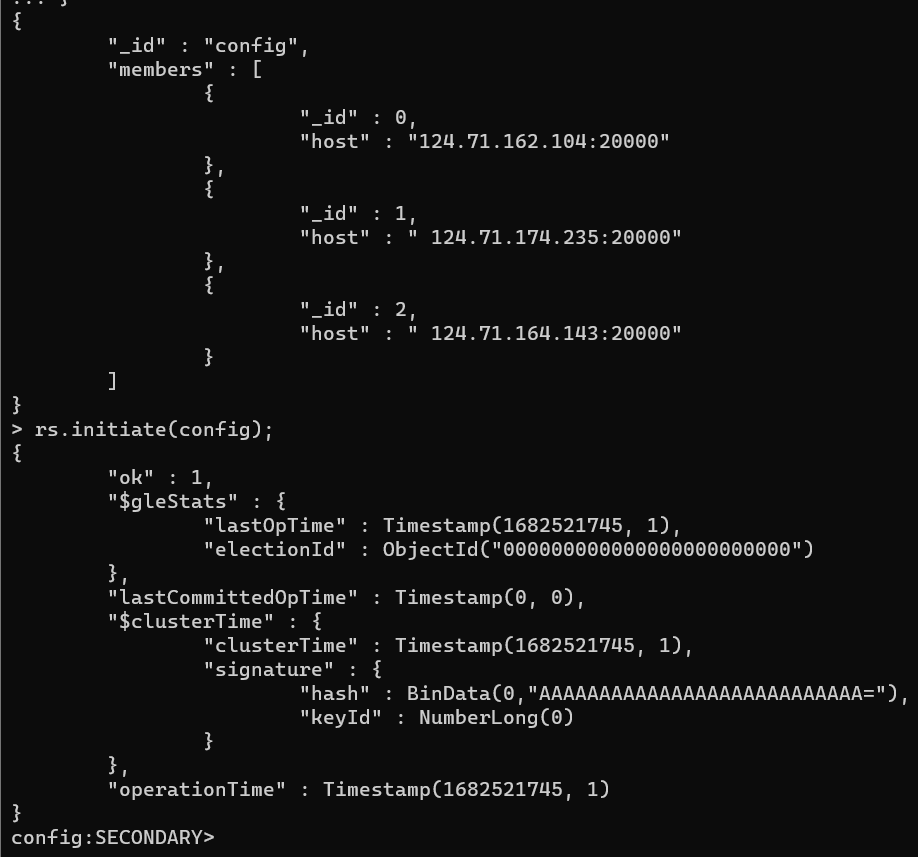 ... }
{
        "_id" : "config",
        "members" : [
                {
                        "_id" : 0,
                        "host" : "124.71.162.104:20000"
                },
                {
                        "_id" : 1,
                        "host" : " 124.71.174.235:20000"
                },
                {
                        "_id" : 2,
                        "host" : " 124.71.164.143:20000"
                }
        ]
}
> rs.initiate(config);
{
        "ok" : 1,
        "$gleStats" : {
                "lastOpTime" : Timestamp(1682521745, 1),
                "electionId" : ObjectId("000000000000000000000000")
        },
        "lastCommittedOpTime" : Timestamp(0, 0),
        "$clusterTime" : {
                "clusterTime" : Timestamp(1682521745, 1),
                "signature" : {
                        "hash" : BinData(0,"AAAAAAAAAAAAAAAAAAAAAAAAAAA="),
                        "keyId" : NumberLong(0)
                }
        },
        "operationTime" : Timestamp(1682521745, 1)
}
config:SECONDARY>